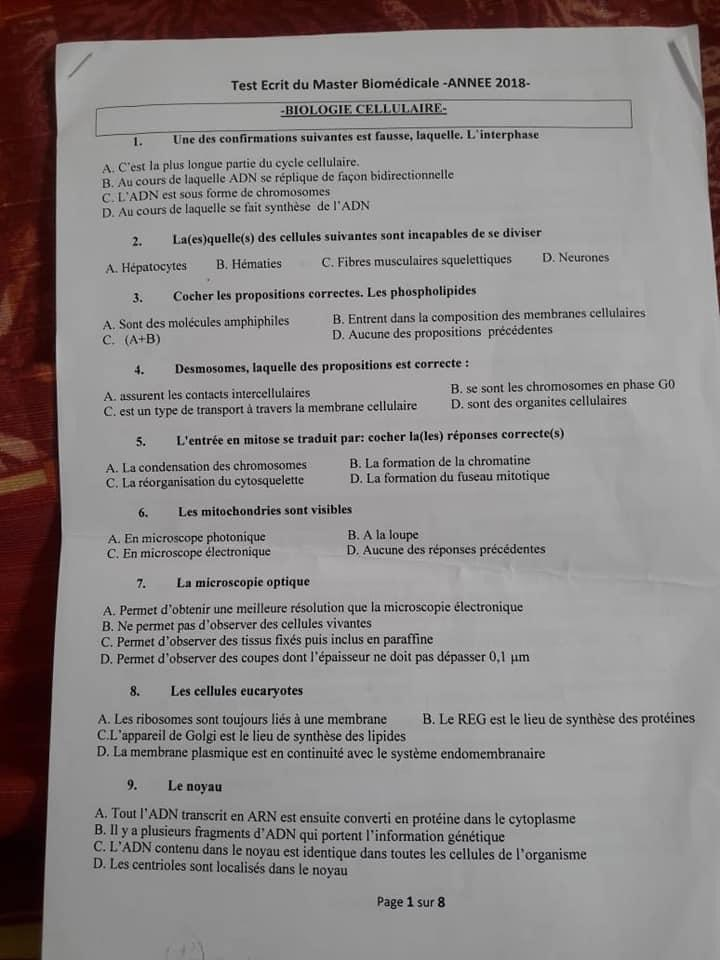 Test Ecrit du Master Biomédicale -ANNEE 2018-
-BIOLOGIE CELLULAIRE-
1. Une des confirmations suivantes est fausse, laquelle. L'interphase
A. C'est la plus longue partie du cycle cellulaire.
B. Au cours de laquelle ADN se réplique de façon bidirectionnelle
C. L'ADN est sous forme de chromosomes
D. Au cours de laquelle se fait synthèse de l'ADN
2. La(es)quelle(s) des cellules suivantes sont incapables de se diviser
A. Hépatocytes B. Hématies C. Fibres musculaires squelettiques D. Neurones
3. Cocher les propositions correctes. Les phospholipides
A. Sont des molécules amphiphiles B. Entrent dans la composition des membranes cellulaires
C. (A+B) D. Aucune des propositions précédentes
4. Desmosomes, laquelle des propositions est correcte :
A. assurent les contacts intercellulaires B. se sont les chromosomes en phase G0
C. est un type de transport à travers la membrane cellulaire D. sont des organites cellulaires
5. L'entrée en mitose se traduit par: cocher la(les) réponses correcte(s)
A. La condensation des chromosomes B. La formation de la chromatine
C. La réorganisation du cytosquelette D. La formation du fuseau mitotique
6. Les mitochondries sont visibles
A. En microscope photonique B. A la loupe
C. En microscope électronique D. Aucune des réponses précédentes
7. La microscopie optique
A. Permet d'obtenir une meilleure résolution que la microscopie électronique
B. Ne permet pas d'observer des cellules vivantes
C. Permet d'observer des tissus fixés puis inclus en paraffine
D. Permet d'observer des coupes dont l'épaisseur ne doit pas dépasser 0,1 µm
8. Les cellules eucaryotes
A. Les ribosomes sont toujours liés à une membrane B. Le REG est le lieu de synthèse des protéines
C.L'appareil de Golgi est le lieu de synthèse des lipides
D. La membrane plasmique est en continuité avec le système endomembranaire
9. Le noyau
A. Tout l'ADN transcrit en ARN est ensuite converti en protéine dans le cytoplasme
B. Il y a plusieurs fragments d'ADN qui portent l'information génétique
C. L'ADN contenu dans le noyau est identique dans toutes les cellules de l'organisme
D. Les centrioles sont localisés dans le noyau
Page 1 sur 8